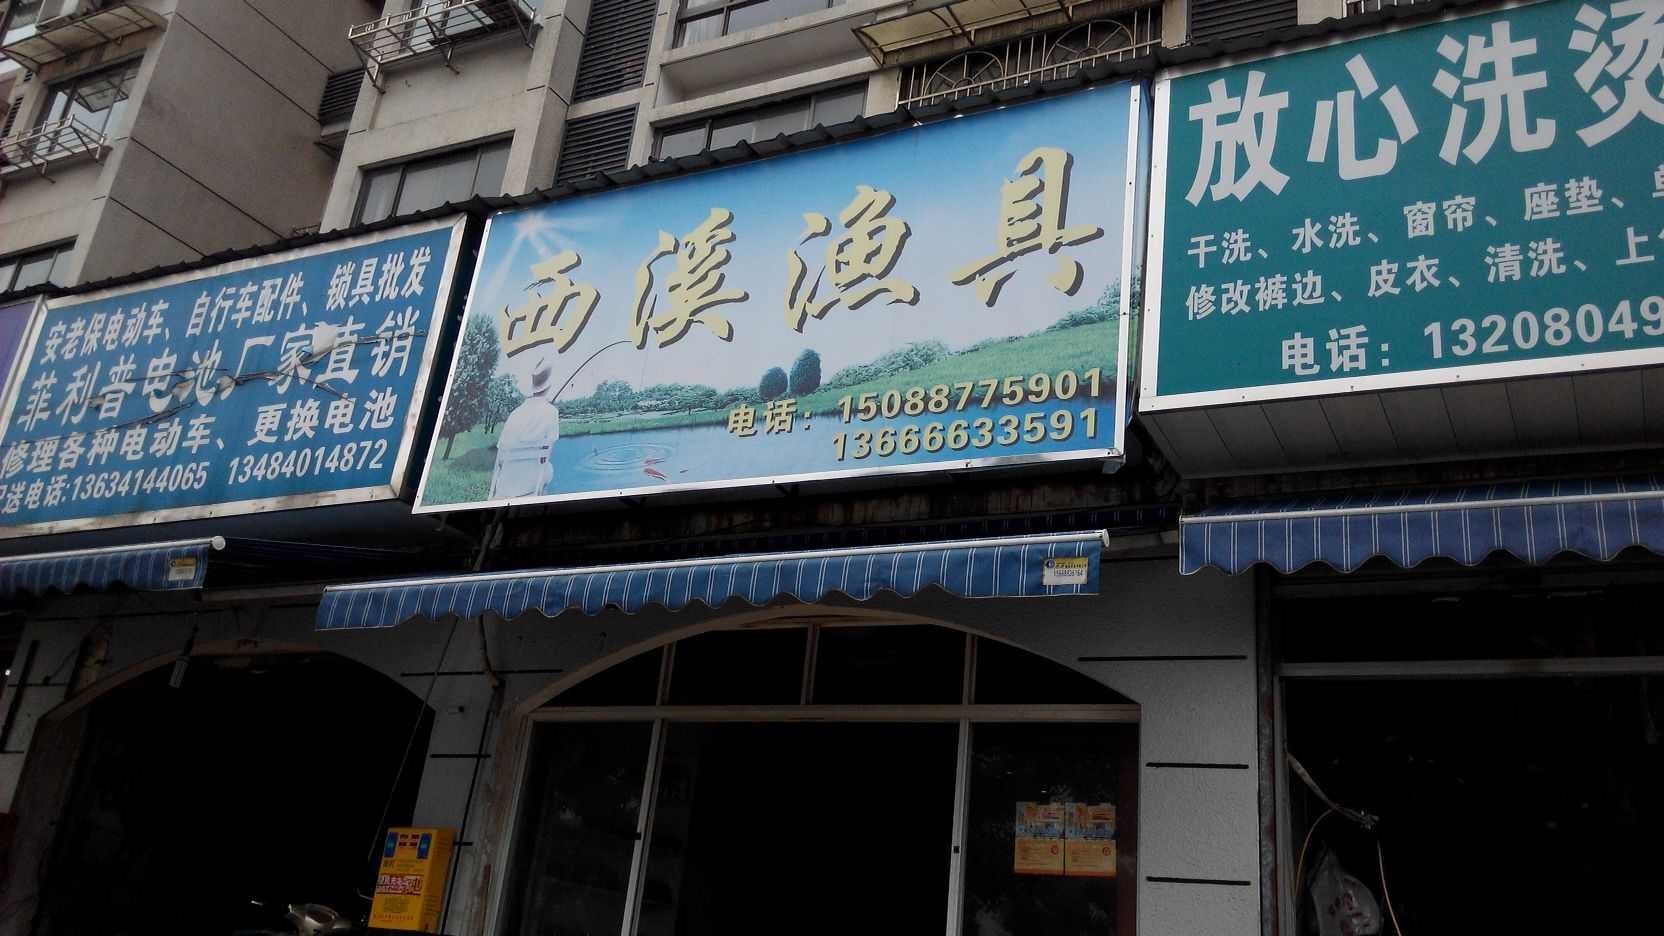 安老保电动车、自行车配件、锁具批发
菲利普电池厂家直销
修理各种电动车、更换电池
送电话:13634144065 13484014872
西溪渔具
电话：15088775901
13666633591
放心洗烫
干洗、水洗、窗帘、座垫、
修改裤边、皮衣、清洗、上
电话：13208049